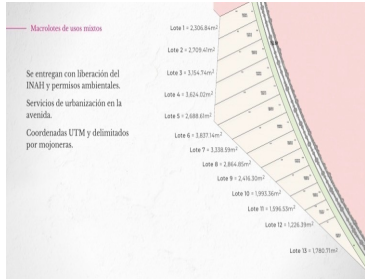 Macrolotes de usos mixtos
Se entregan con liberación del
INAH y permisos ambientales.
Servicios de urbanización en la
avenida.
Coordenadas UTM y delimitados
por mojoneras.
Lote 1 = 2,306.84m²
Lote 2 = 2,709.41m²
Lote 3 = 3,154.74m²
Lote 4 = 3,624.02m²
Lote 5 = 2,688.61m²
Lote 6 = 3,837.14m²
Lote 7 = 3,338.59m²
Lote 8 = 2,864.85m²
Lote 9 = 2,416.30m²
Lote 10 = 1,993.36m²
Lote 11 = 1,596.53m²
Lote 12 = 1,226.39m²
Lote 13 = 1,780.71m²